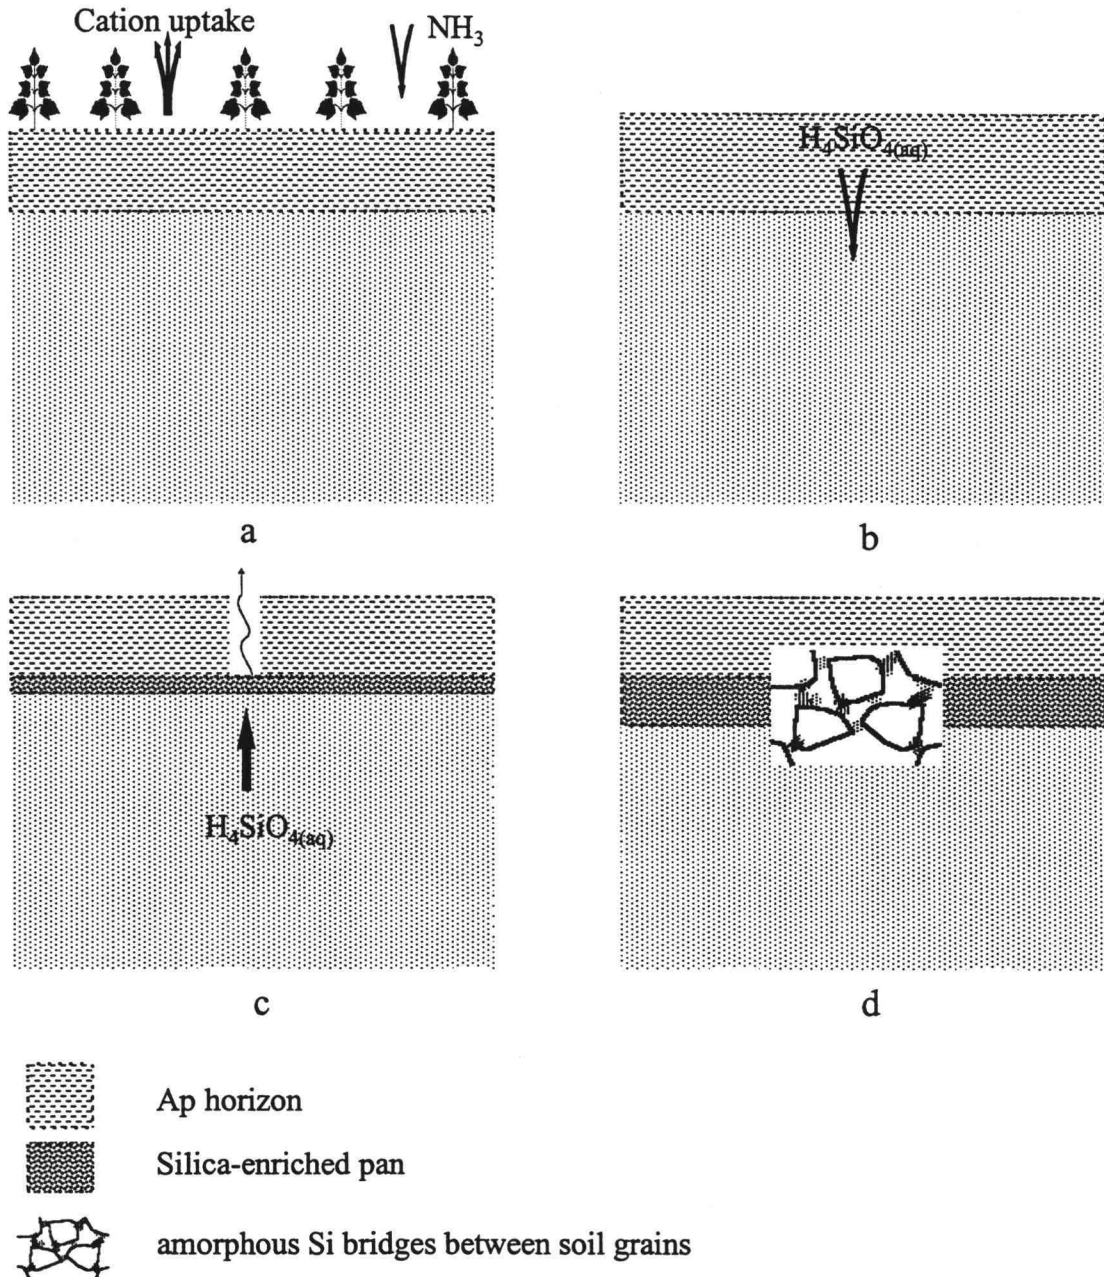 Cation uptake
NH₃
H₄SiO₄₍aq₎
a
b
H₄SiO₄₍aq₎
c
d
Ap horizon
Silica-enriched pan
amorphous Si bridges between soil grains